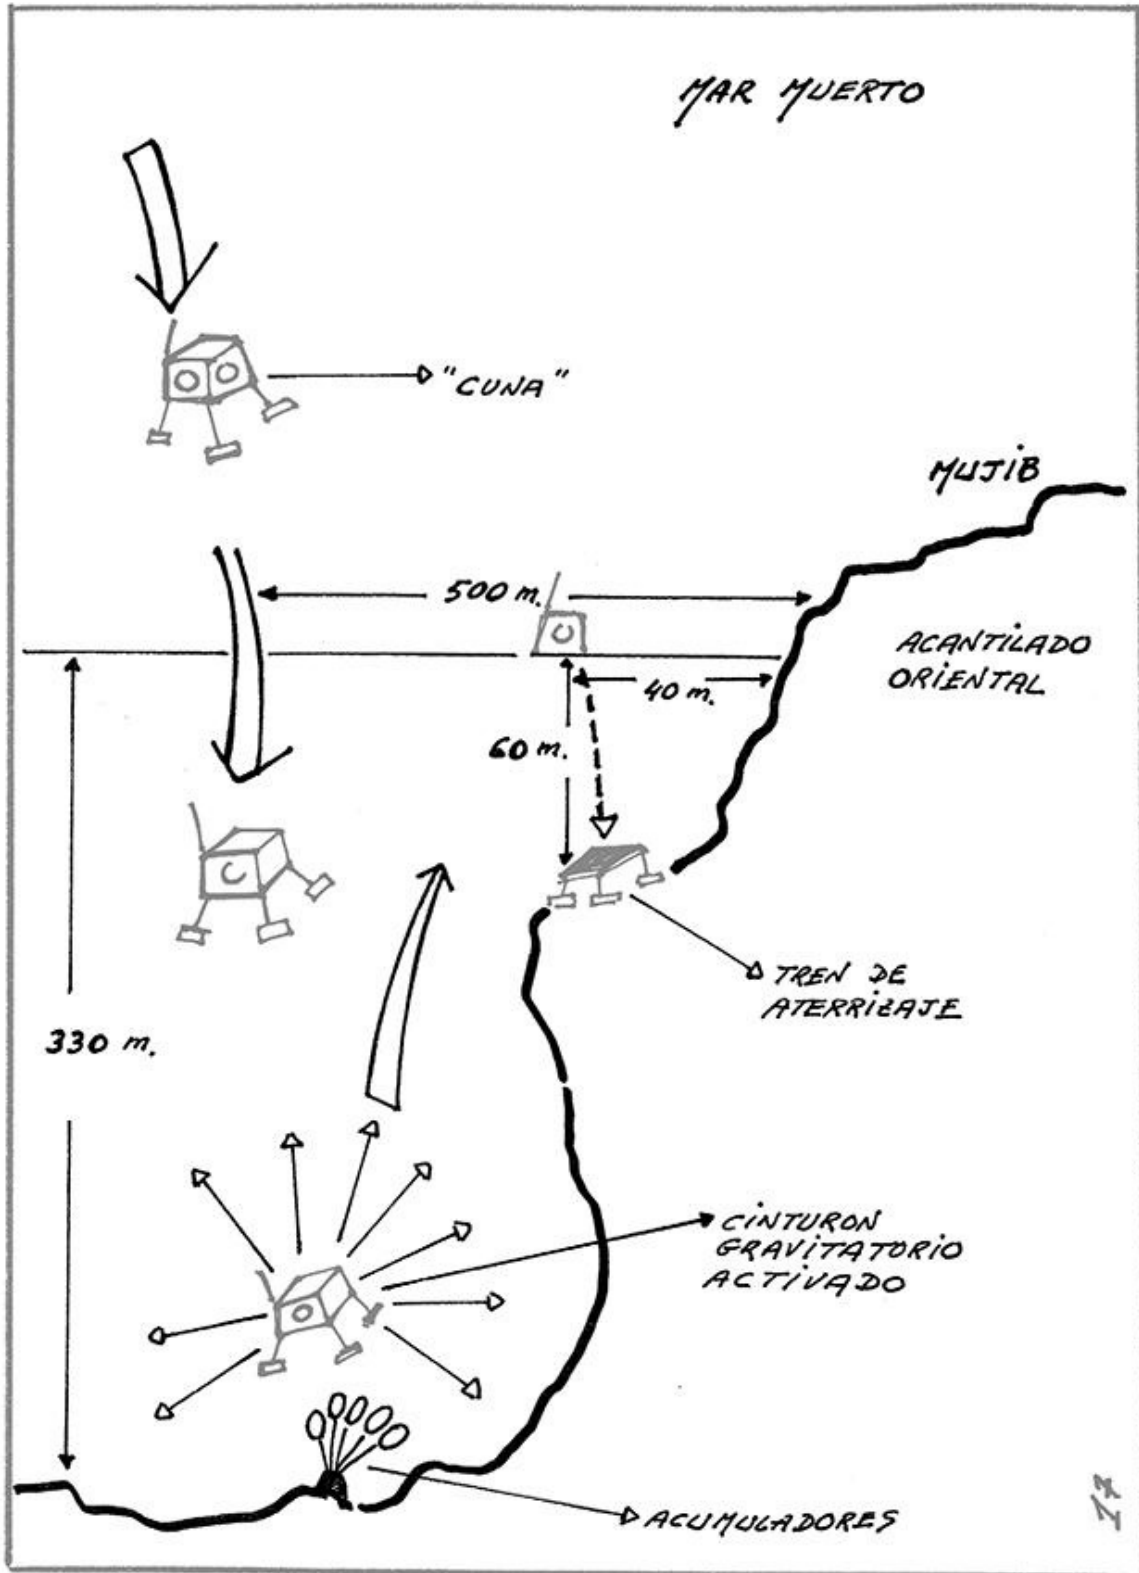 MAR MUERTO
"CUNA"
MUJIB
500 m.
ACANTILADO
ORIENTAL
40 m.
60 m.
TREN DE
ATERRIZAJE
330 m.
CINTURON
GRAVITATORIO
ACTIVADO
ACUMULADORES